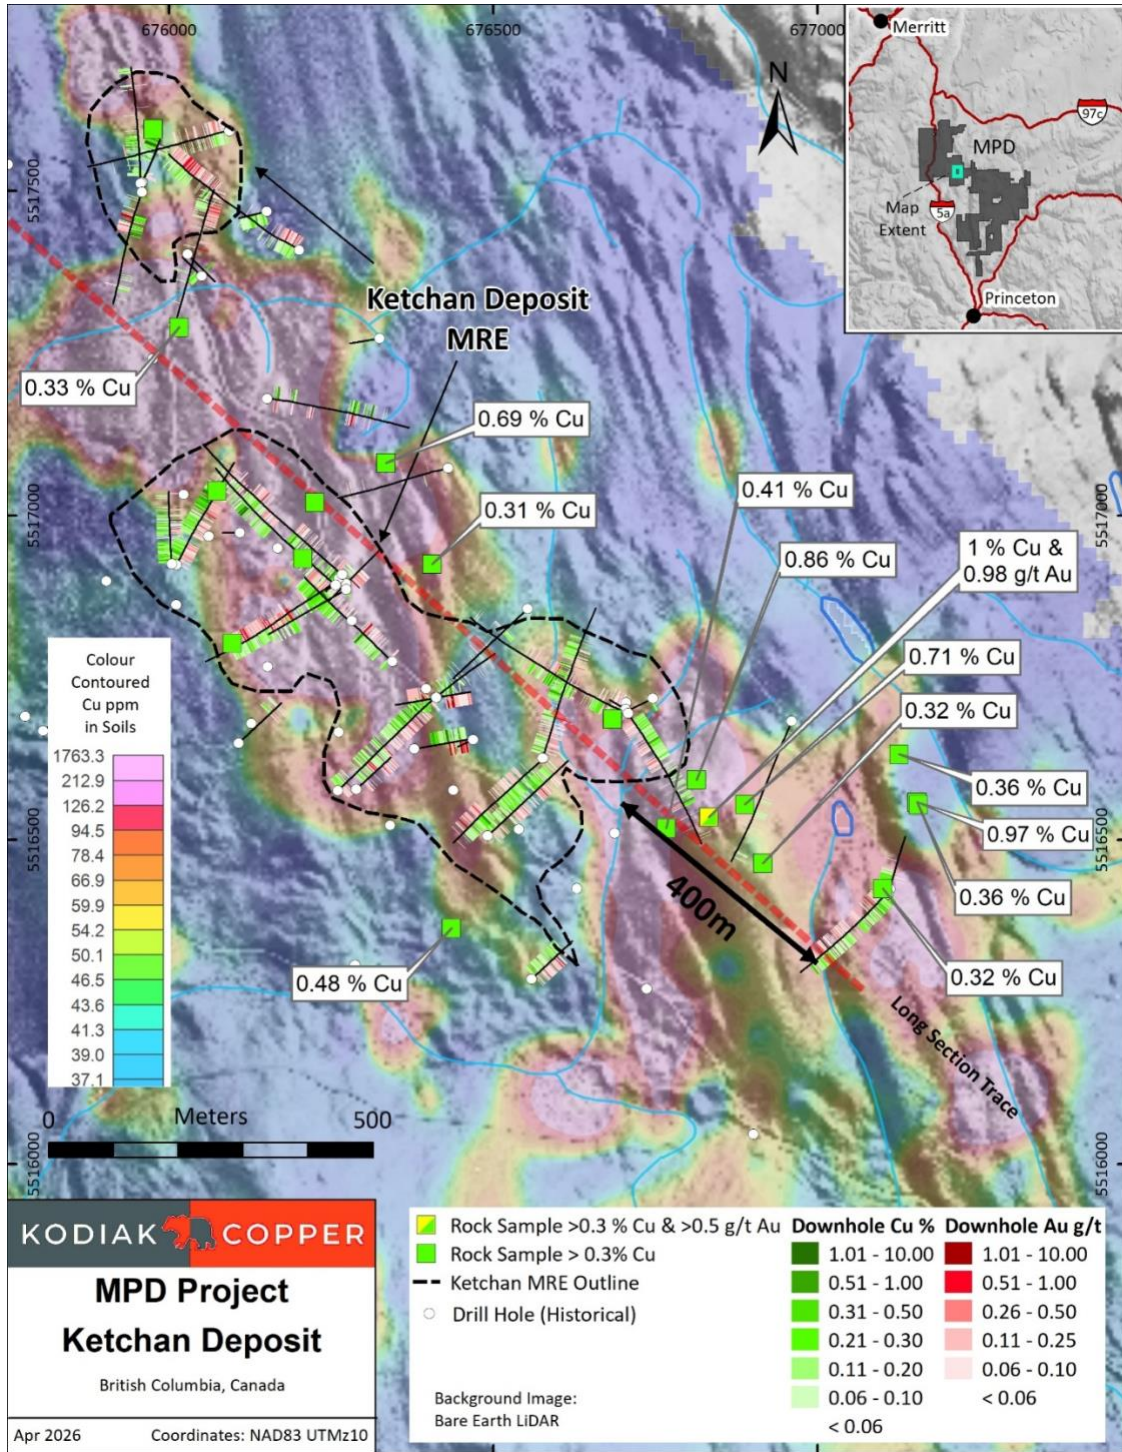 676000
676500
677000
N
Merritt
97c
MPD
Map
Extent
5a
Princeton
5517500
5517500
Ketchan Deposit
MRE
0.33 % Cu
0.69 % Cu
0.31 % Cu
0.41 % Cu
0.86 % Cu
1 % Cu &
0.98 g/t Au
0.71 % Cu
0.32 % Cu
5517000
5517000
0.36 % Cu
0.97 % Cu
0.36 % Cu
0.32 % Cu
0.48 % Cu
400m
Long Section Trace
5516500
Colour
Contoured
Cu ppm
in Soils
1763.3
212.9
126.2
94.5
78.4
66.9
59.9
54.2
50.1
46.5
43.6
41.3
39.0
37.1
0 Meters 500
5516000
5516000
KODIAK COPPER
MPD Project
Ketchan Deposit
British Columbia, Canada
Apr 2026 Coordinates: NAD83 UTMz10
Rock Sample >0.3 % Cu & >0.5 g/t Au
Rock Sample > 0.3% Cu
Ketchan MRE Outline
Drill Hole (Historical)
Background Image:
Bare Earth LiDAR
Downhole Cu %
1.01 - 10.00
0.51 - 1.00
0.31 - 0.50
0.21 - 0.30
0.11 - 0.20
0.06 - 0.10
< 0.06
Downhole Au g/t
1.01 - 10.00
0.51 - 1.00
0.26 - 0.50
0.11 - 0.25
0.06 - 0.10
< 0.06